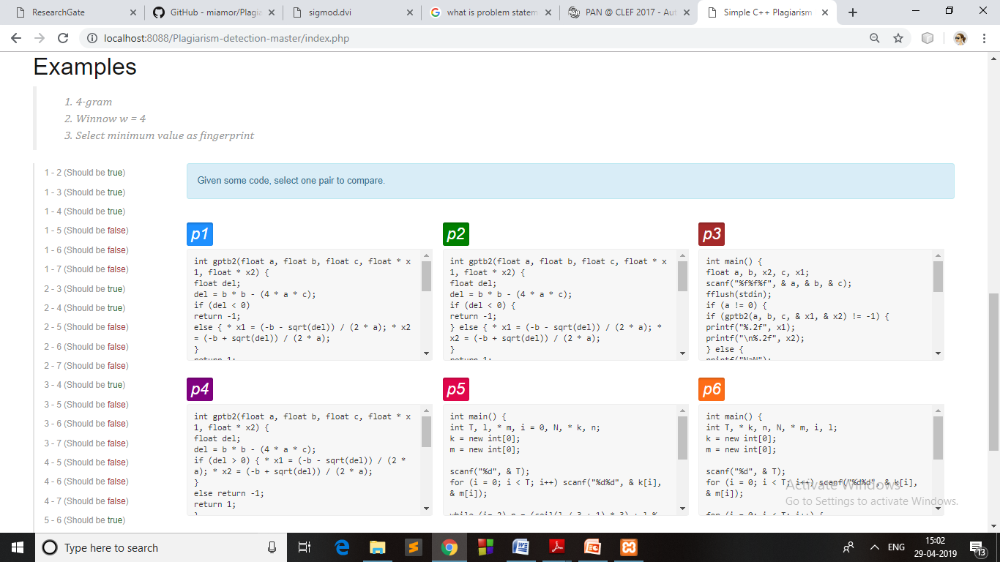 ResearchGate
GitHub - miamor/Plagia
sigmod.dvi
what is problem statem
PAN @ CLEF 2017 - Aut
Simple C++ Plagiarism
localhost:8088/Plagiarism-detection-master/index.php
Examples
1. 4-gram
2. Winnow w = 4
3. Select minimum value as fingerprint
1 - 2 (Should be true)
1 - 3 (Should be true)
1 - 4 (Should be true)
1 - 5 (Should be false)
1 - 6 (Should be false)
1 - 7 (Should be false)
2 - 3 (Should be true)
2 - 4 (Should be true)
2 - 5 (Should be false)
2 - 6 (Should be false)
2 - 7 (Should be false)
3 - 4 (Should be true)
3 - 5 (Should be false)
3 - 6 (Should be false)
3 - 7 (Should be false)
4 - 5 (Should be false)
4 - 6 (Should be false)
4 - 7 (Should be false)
5 - 6 (Should be true)
Given some code, select one pair to compare.
p1
int gptb2(float a, float b, float c, float * x
1, float * x2) {
float del;
del = b * b - (4 * a * c);
if (del < 0)
return -1;
else { * x1 = (-b - sqrt(del)) / (2 * a); * x2
= (-b + sqrt(del)) / (2 * a);
}
return 1;
p2
int gptb2(float a, float b, float c, float * x
1, float * x2) {
float del;
del = b * b - (4 * a * c);
if (del < 0) {
return -1;
} else { * x1 = (-b - sqrt(del)) / (2 * a); *
x2 = (-b + sqrt(del)) / (2 * a);
}
return 1;
p3
int main() {
float a, b, x2, c, x1;
scanf("%f%f%f", & a, & b, & c);
fflush(stdin);
if (a != 0) {
if (gptb2(a, b, c, & x1, & x2) != -1) {
printf("%.2f", x1);
printf("\n%.2f", x2);
} else {
printf("NaN");
p4
int gptb2(float a, float b, float c, float * x
1, float * x2) {
float del;
del = b * b - (4 * a * c);
if (del > 0) { * x1 = (-b - sqrt(del)) / (2 *
a); * x2 = (-b + sqrt(del)) / (2 * a);
}
else return -1;
return 1;
}
p5
int main() {
int T, l, * m, i = 0, N, * k, n;
k = new int[0];
m = new int[0];
scanf("%d", & T);
for (i = 0; i < T; i++) scanf("%d%d", & k[i],
& m[i]);
p6
int main() {
int T, * k, n, N, * m, i, l;
k = new int[0];
m = new int[0];
scanf("%d", & T);
for (i = 0; i < T; i++) scanf("%d%d", & k[i],
& m[i]);
for (i = 0; i < T; i++) {
Activate Windows
Go to Settings to activate Windows.
Type here to search
ENG
15:02
29-04-2019
13